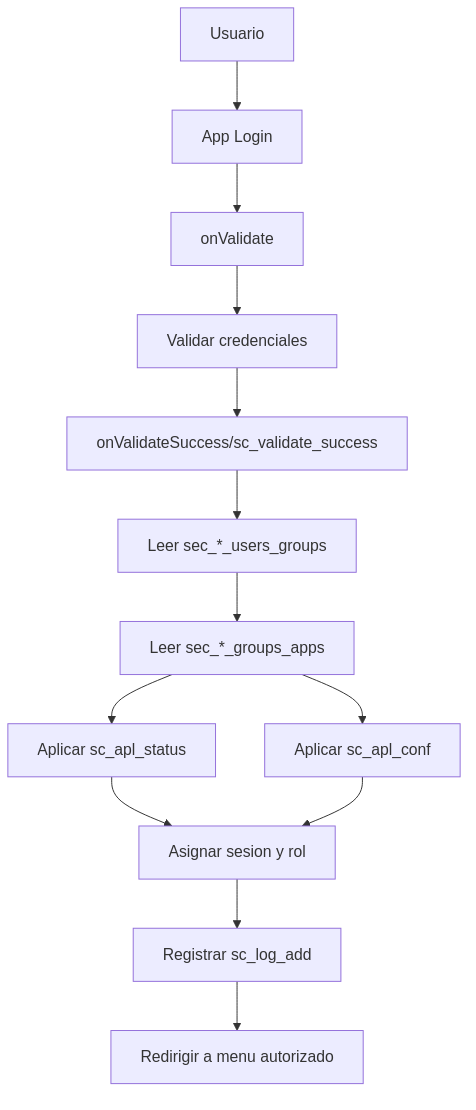 Usuario
App Login
onValidate
Validar credenciales
onValidateSuccess/sc_validate_success
Leer sec_*_users_groups
Leer sec_*_groups_apps
Aplicar sc_apl_status
Aplicar sc_apl_conf
Asignar sesion y rol
Registrar sc_log_add
Redirigir a menu autorizado